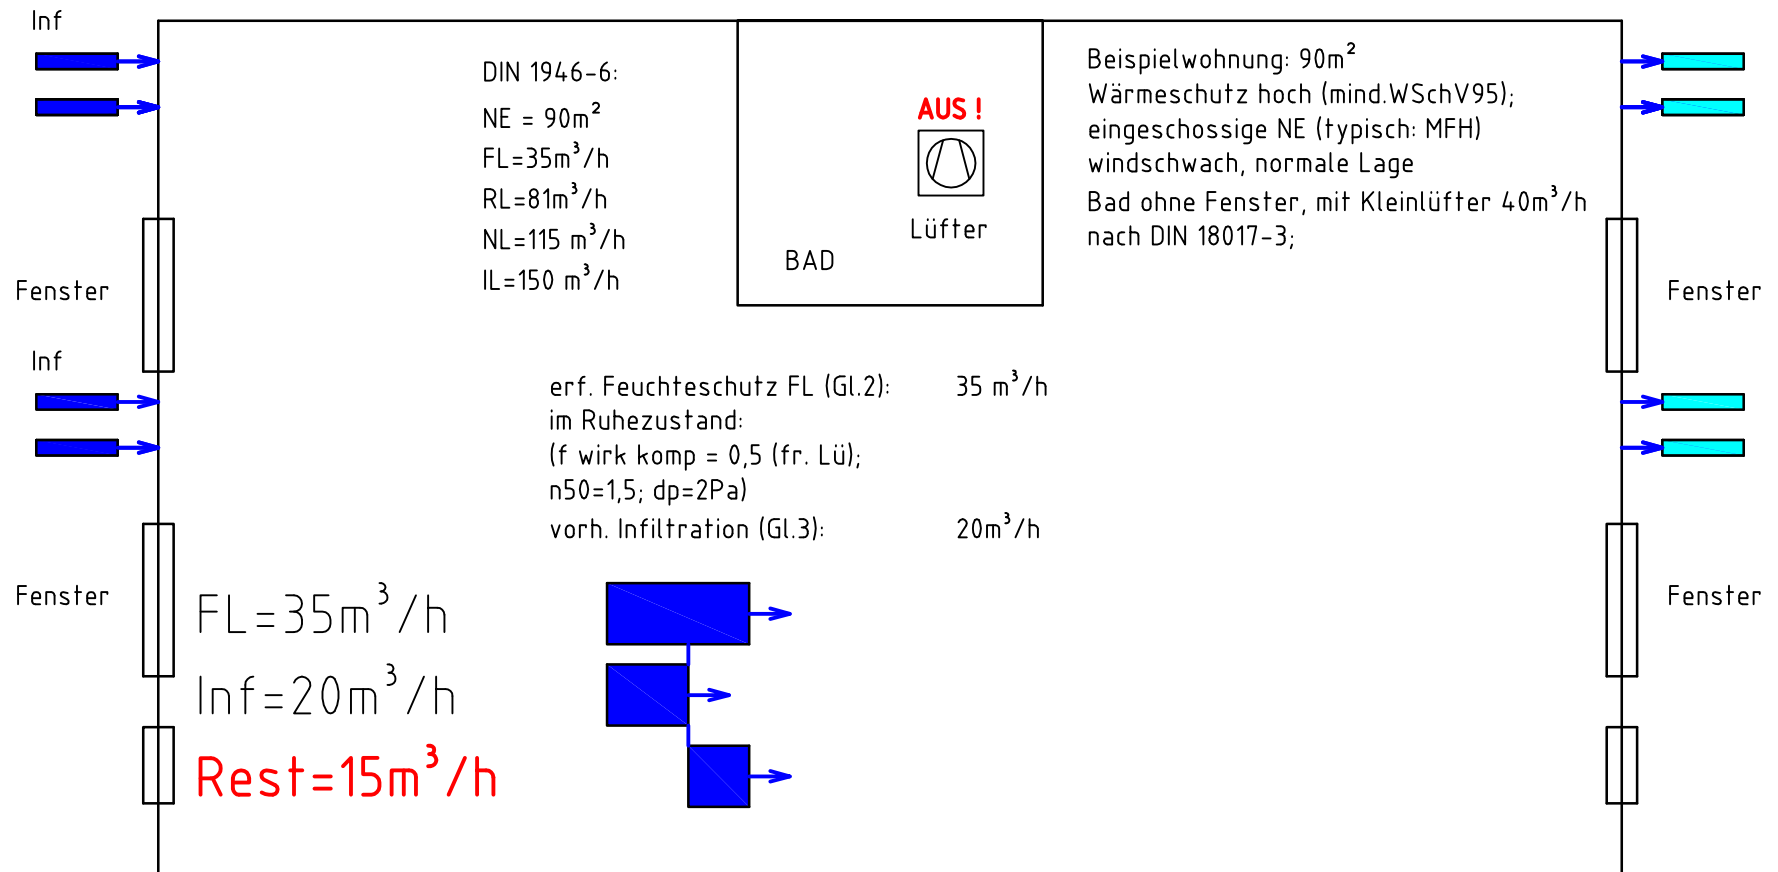 Inf
DIN 1946-6:
NE = 90m²
FL=35m³/h
RL=81m³/h
NL=115 m³/h
IL=150 m³/h
AUS !
Lüfter
BAD
Beispielwohnung: 90m²
Wärmeschutz hoch (mind.WSchV95);
eingeschossige NE (typisch: MFH)
windschwach, normale Lage
Bad ohne Fenster, mit Kleinlüfter 40m³/h
nach DIN 18017-3;
Fenster
Fenster
Inf
erf. Feuchteschutz FL (Gl.2): 35 m³/h
im Ruhezustand:
(f wirk komp = 0,5 (fr. Lü);
n50=1,5; dp=2Pa)
vorh. Infiltration (Gl.3): 20m³/h
Fenster
Fenster
FL=35m³/h
Inf=20m³/h
Rest=15m³/h